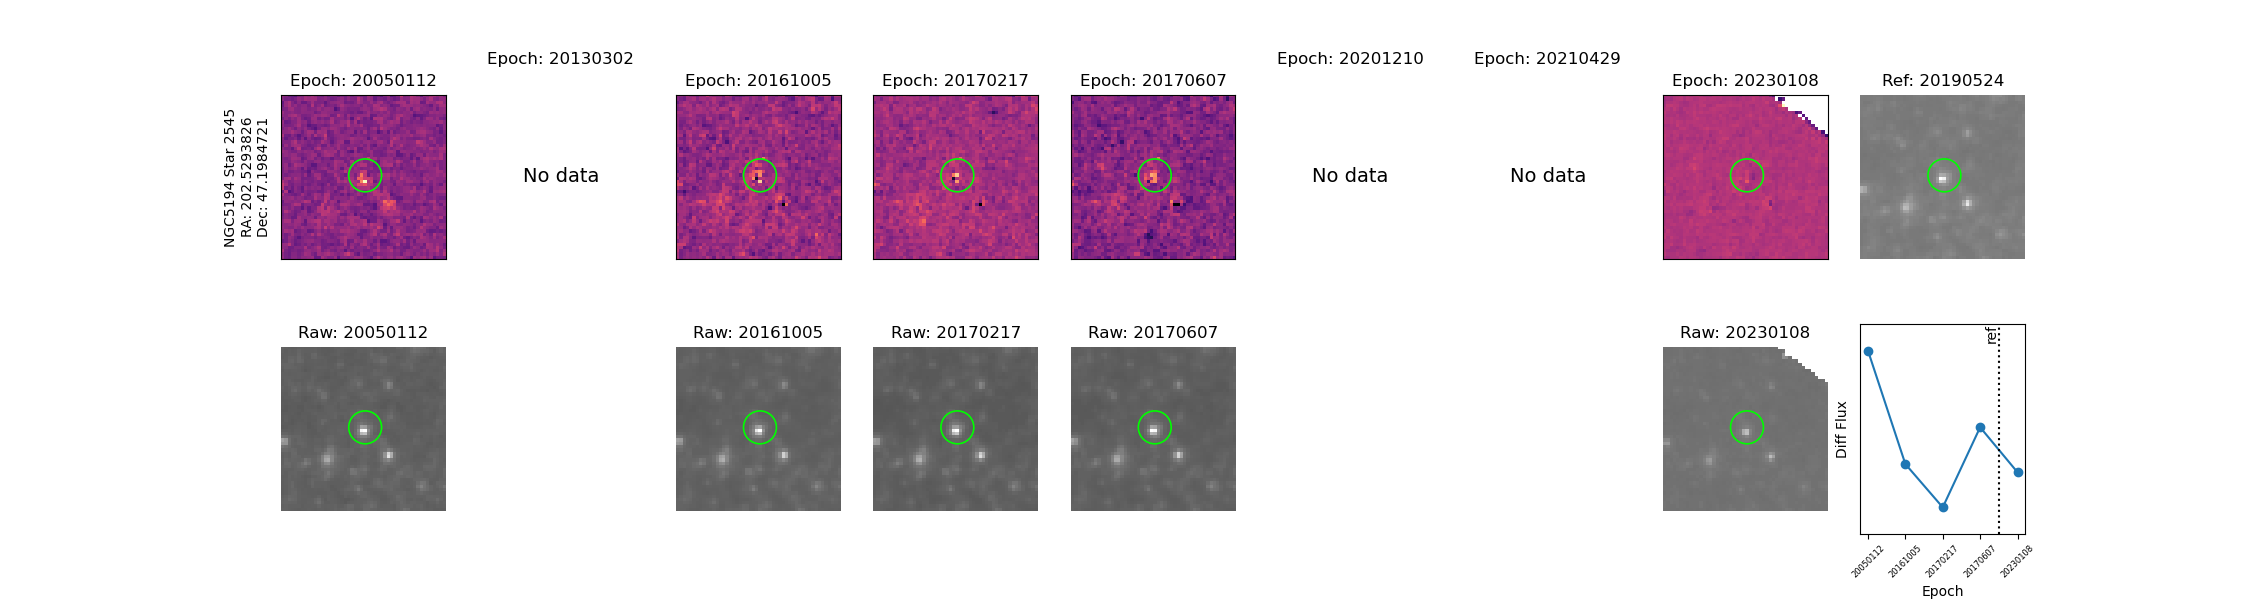 Epoch: 20130302
Epoch: 20201210
Epoch: 20210429
Epoch: 20050112
Epoch: 20161005
Epoch: 20170217
Epoch: 20170607
Epoch: 20230108
Ref: 20190524
NGC5194 Star 2545
RA: 202.5293826
Dec: 47.1984721
No data
No data
No data
Raw: 20050112
Raw: 20161005
Raw: 20170217
Raw: 20170607
Raw: 20230108
ref
Diff Flux
20050112
20161005
20170217
20170607
20230108
Epoch